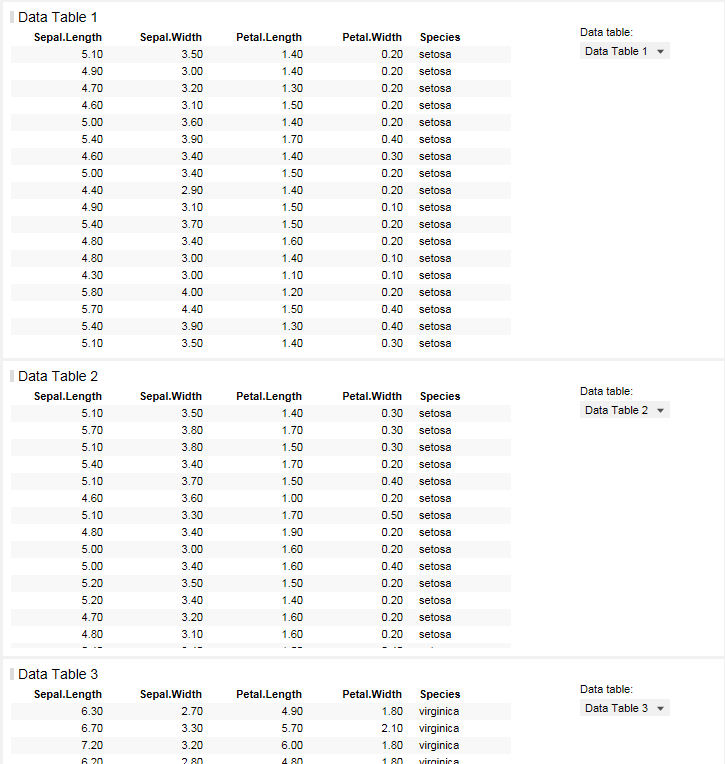 Data Table 1
Data table:
Sepal.Length Sepal.Width Petal.Length Petal.Width Species
Data Table 1
5.10 3.50 1.40 0.20 setosa
4.90 3.00 1.40 0.20 setosa
4.70 3.20 1.30 0.20 setosa
4.60 3.10 1.50 0.20 setosa
5.00 3.60 1.40 0.20 setosa
5.40 3.90 1.70 0.40 setosa
4.60 3.40 1.40 0.30 setosa
5.00 3.40 1.50 0.20 setosa
4.40 2.90 1.40 0.20 setosa
4.90 3.10 1.50 0.10 setosa
5.40 3.70 1.50 0.20 setosa
4.80 3.40 1.60 0.20 setosa
4.80 3.00 1.40 0.10 setosa
4.30 3.00 1.10 0.10 setosa
5.80 4.00 1.20 0.20 setosa
5.70 4.40 1.50 0.40 setosa
5.40 3.90 1.30 0.40 setosa
5.10 3.50 1.40 0.30 setosa
Data Table 2
Data table:
Sepal.Length Sepal.Width Petal.Length Petal.Width Species
Data Table 2
5.10 3.50 1.40 0.30 setosa
5.70 3.80 1.70 0.30 setosa
5.10 3.80 1.50 0.30 setosa
5.40 3.40 1.70 0.20 setosa
5.10 3.70 1.50 0.40 setosa
4.60 3.60 1.00 0.20 setosa
5.10 3.30 1.70 0.50 setosa
4.80 3.40 1.90 0.20 setosa
5.00 3.00 1.60 0.20 setosa
5.00 3.40 1.60 0.40 setosa
5.20 3.50 1.50 0.20 setosa
5.20 3.40 1.40 0.20 setosa
4.70 3.20 1.60 0.20 setosa
4.80 3.10 1.60 0.20 setosa
Data Table 3
Data table:
Sepal.Length Sepal.Width Petal.Length Petal.Width Species
Data Table 3
6.30 2.70 4.90 1.80 virginica
6.70 3.30 5.70 2.10 virginica
7.20 3.20 6.00 1.80 virginica
6.20 2.80 4.80 1.80 virginica